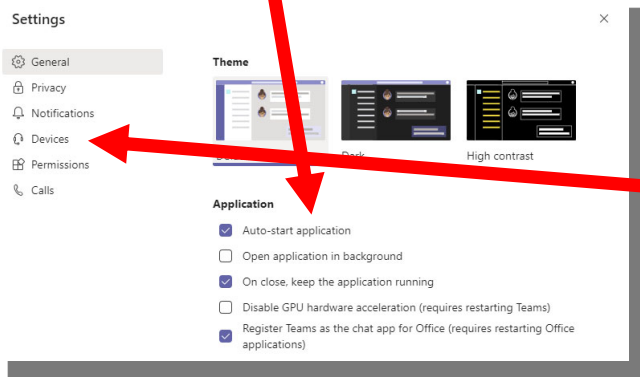 Settings
General
Privacy
Notifications
Devices
Permissions
Calls
Theme
Dark
High contrast
Application
Auto-start application
Open application in background
On close, keep the application running
Disable GPU hardware acceleration (requires restarting Teams)
Register Teams as the chat app for Office (requires restarting Office
applications)